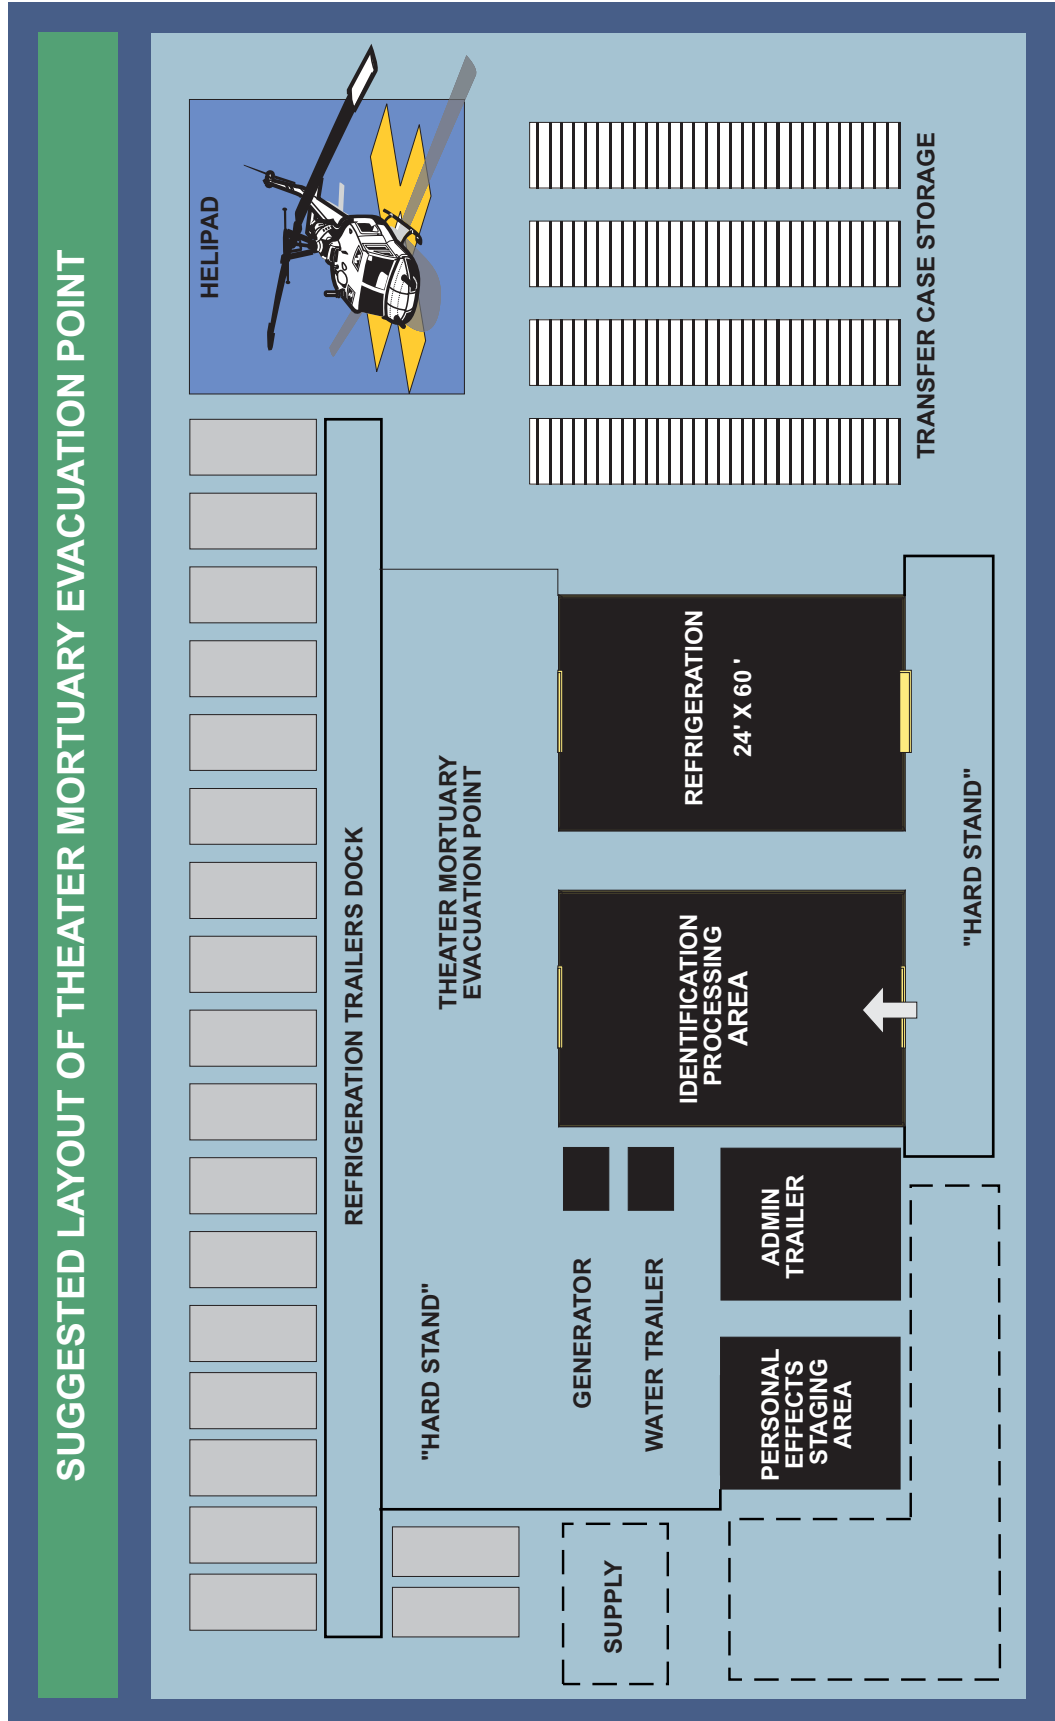 SUGGESTED LAYOUT OF THEATER MORTUARY EVACUATION POINT
HELIPAD
REFRIGERATION TRAILERS DOCK
"HARD STAND"
THEATER MORTUARY
EVACUATION POINT
SUPPLY
GENERATOR
WATER TRAILER
PERSONAL
EFFECTS
STAGING
AREA
ADMIN
TRAILER
IDENTIFICATION
PROCESSING
AREA
REFRIGERATION
24' X 60'
TRANSFER CASE STORAGE
"HARD STAND"